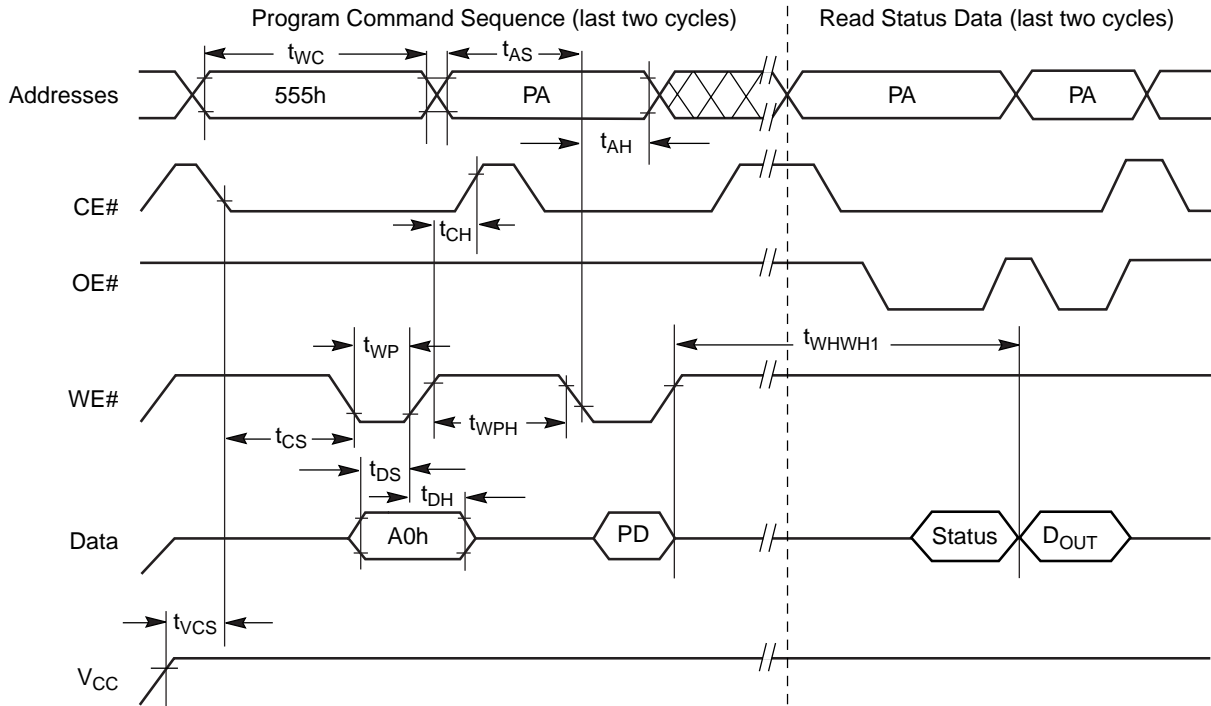 Program Command Sequence (last two cycles)
Read Status Data (last two cycles)
tWC
tAS
Addresses
555h
PA
PA
PA
tAH
CE#
tCH
OE#
tWP
tWHWH1
WE#
tWPH
tCS
tDS
tDH
Data
A0h
PD
Status
DOUT
tVCS
VCC